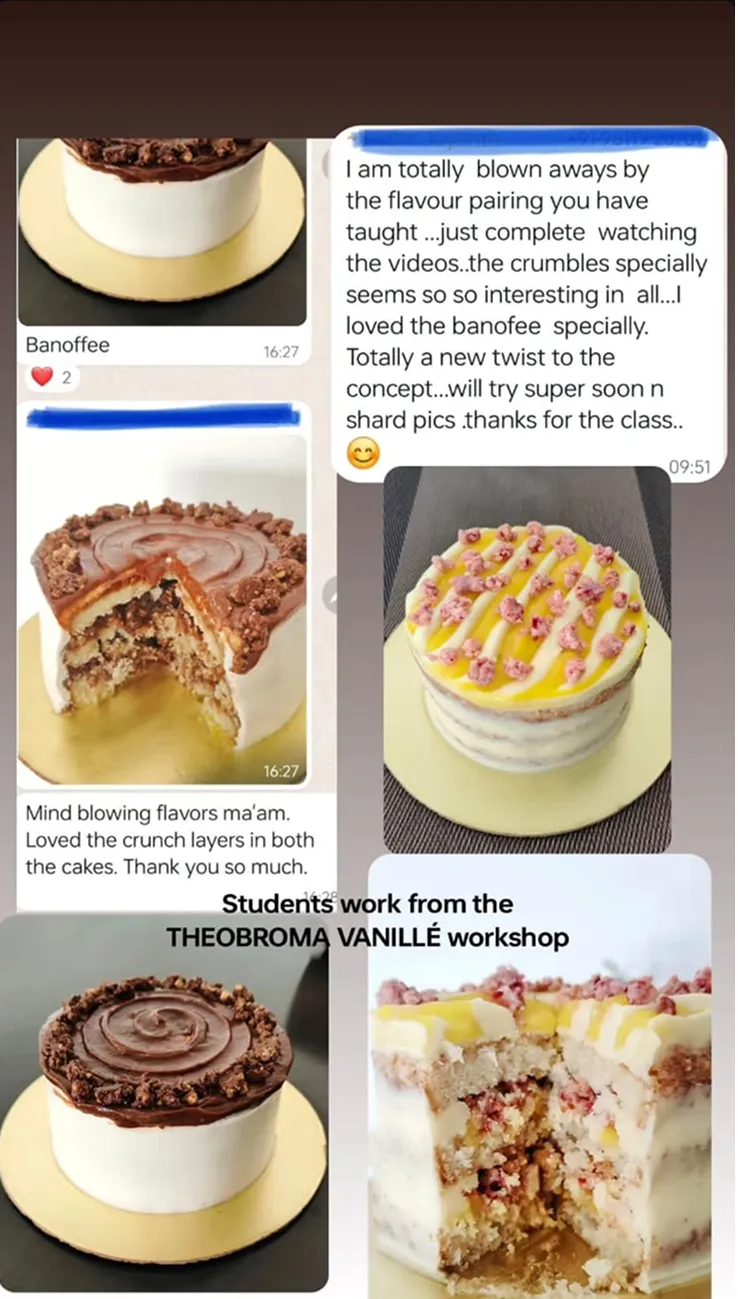 Banoffee
16:27
2
16:27
Mind blowing flavors ma'am.
Loved the crunch layers in both
the cakes. Thank you so much.
16:28
I am totally blown aways by
the flavour pairing you have
taught ...just complete watching
the videos..the crumbles specially
seems so so interesting in all...I
loved the banofee specially.
Totally a new twist to the
concept...will try super soon n
shard pics .thanks for the class..
09:51
Students work from the
THEOBROMA VANILLÉ workshop